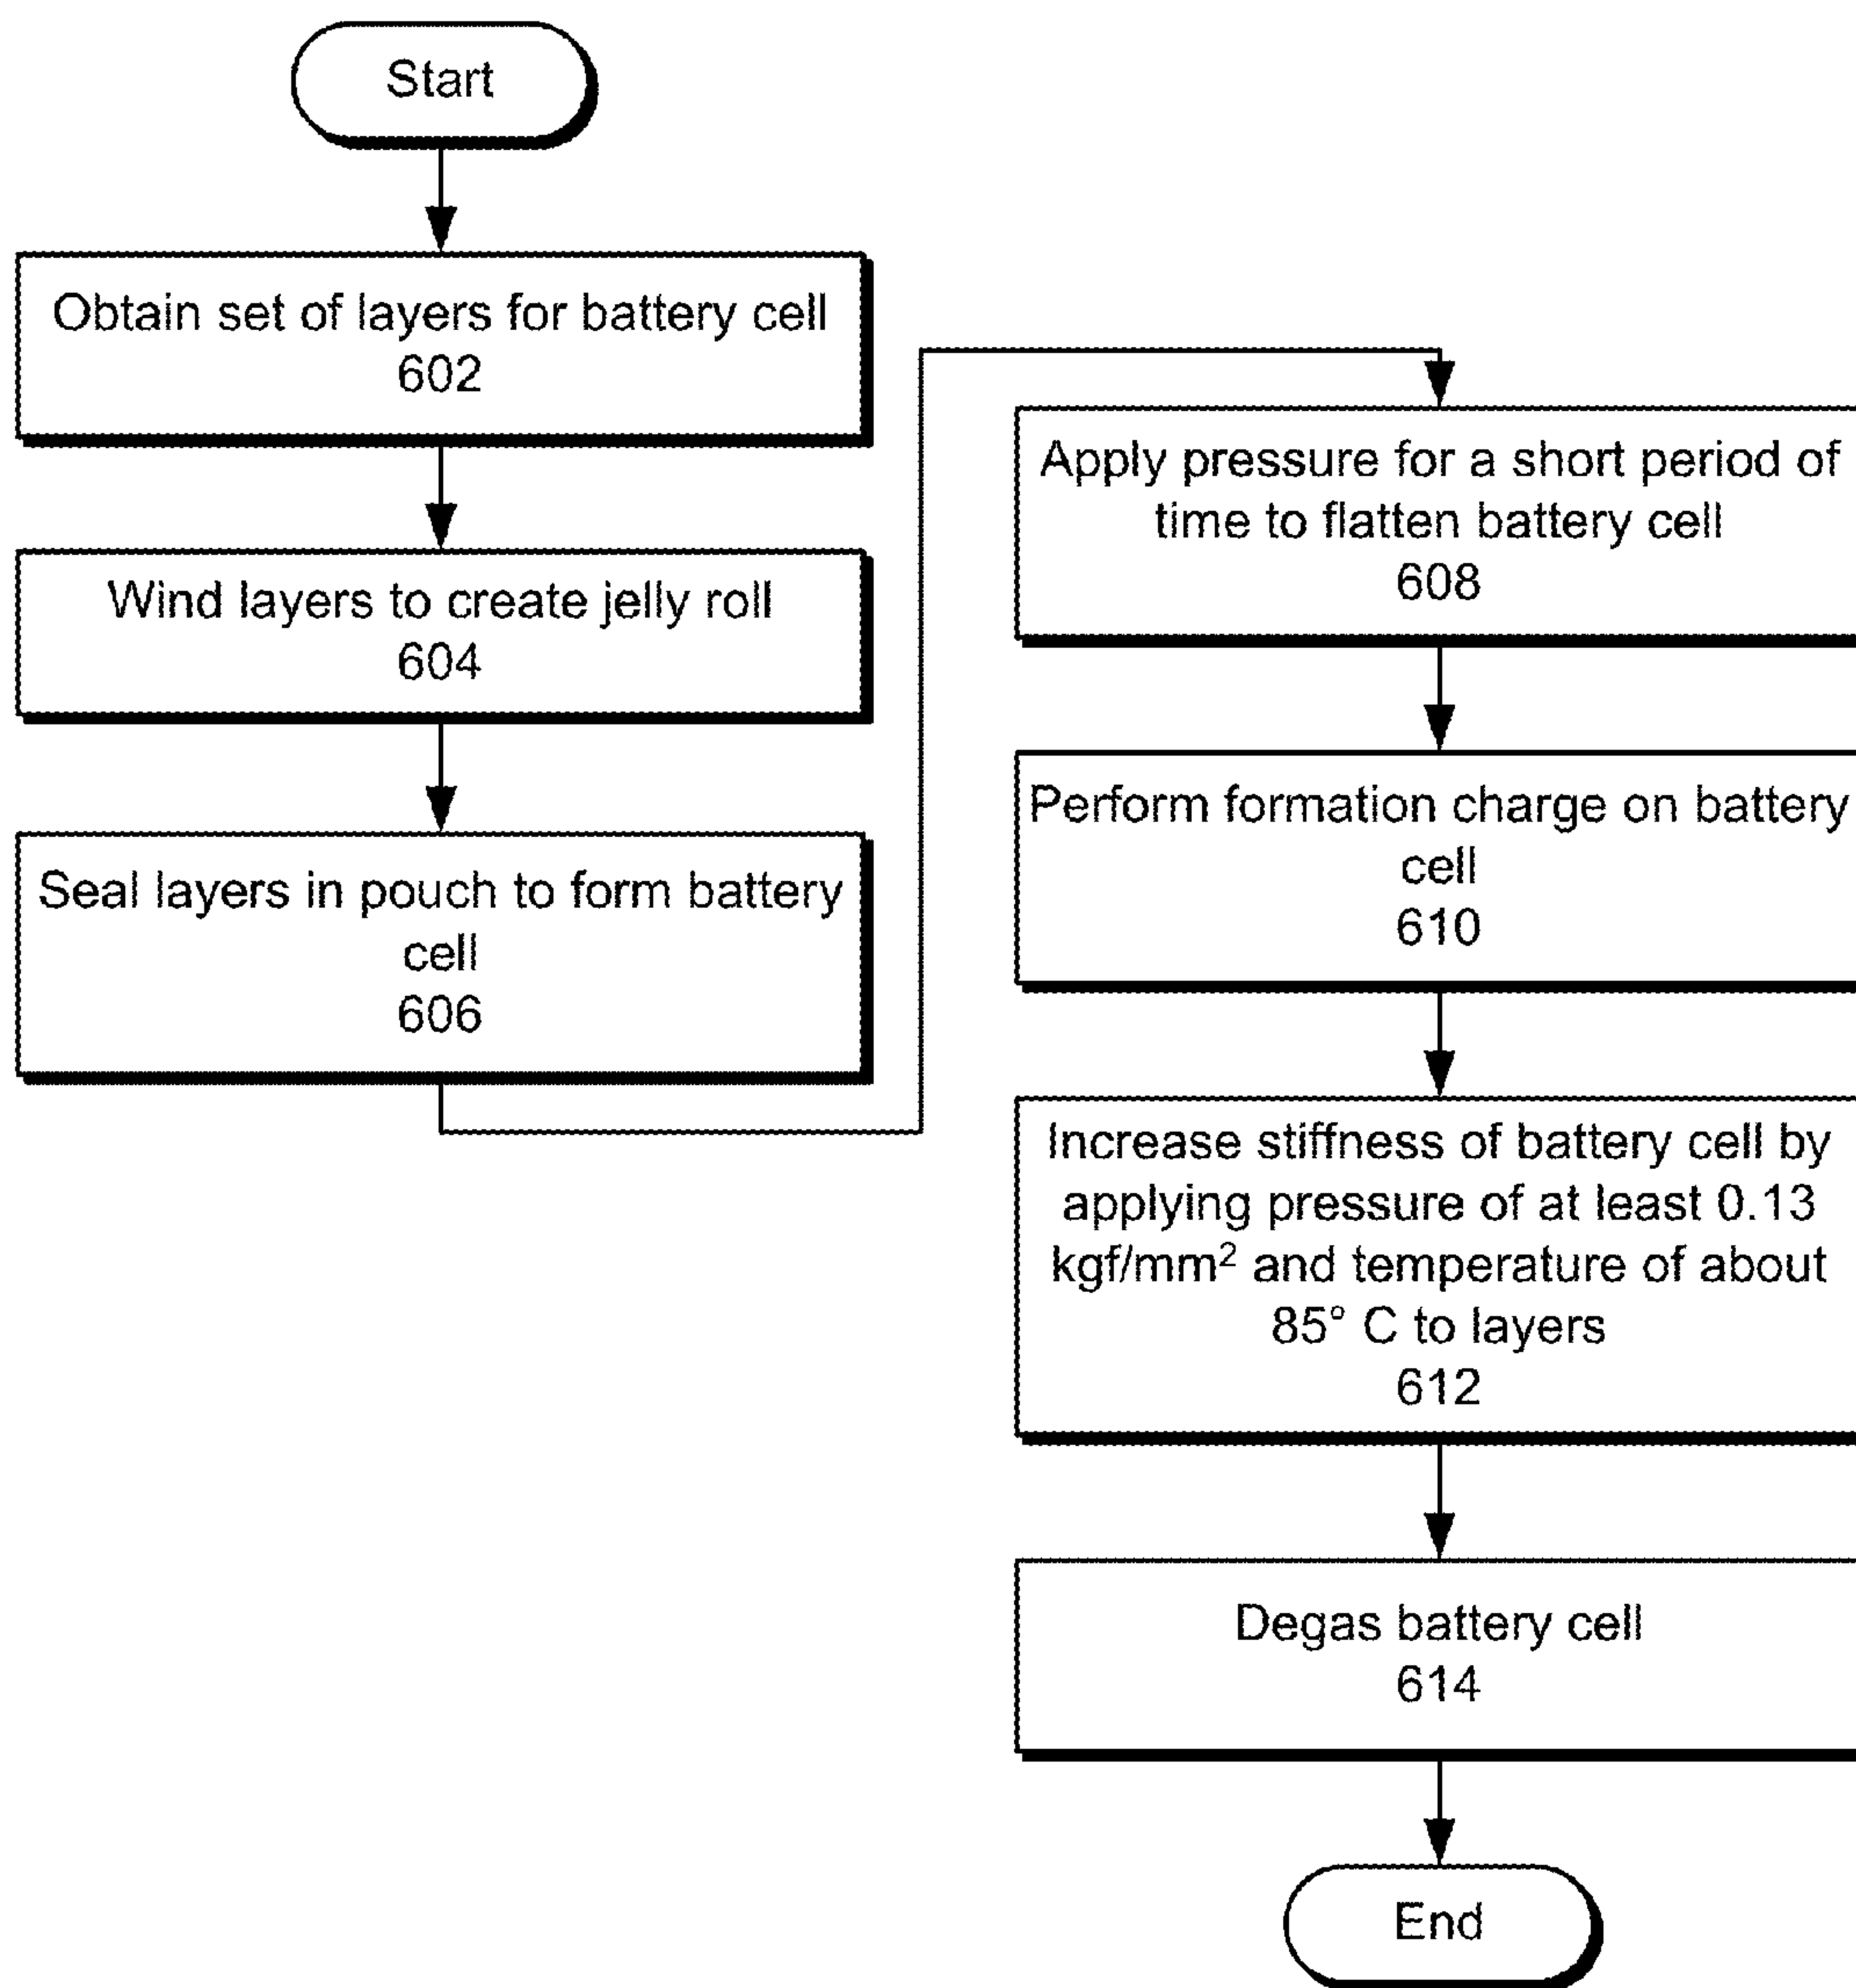 Start
Obtain set of layers for battery cell
602
Wind layers to create jelly roll
604
Seal layers in pouch to form battery
cell
606
Apply pressure for a short period of
time to flatten battery cell
608
Perform formation charge on battery
cell
610
Increase stiffness of battery cell by
applying pressure of at least 0.13
kgf/mm² and temperature of about
85° C to layers
612
Degas battery cell
614
End